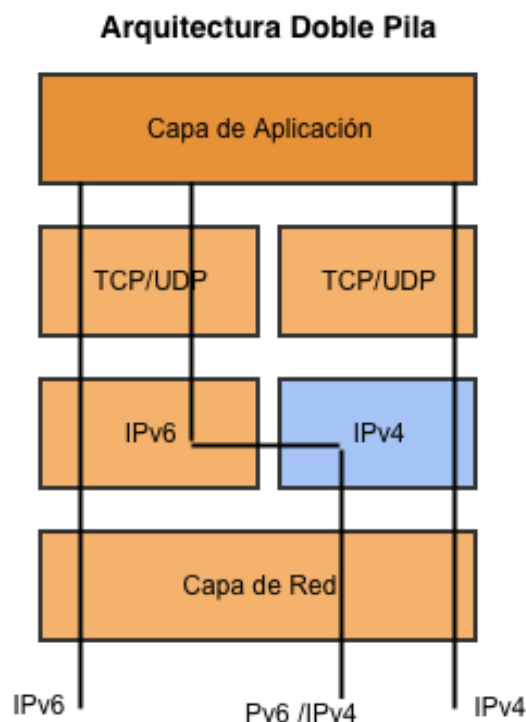 Arquitectura Doble Pila
Capa de Aplicación
TCP/UDP TCP/UDP
IPv6 IPv4
Capa de Red
IPv6 Pv6 /IPv4 IPv4